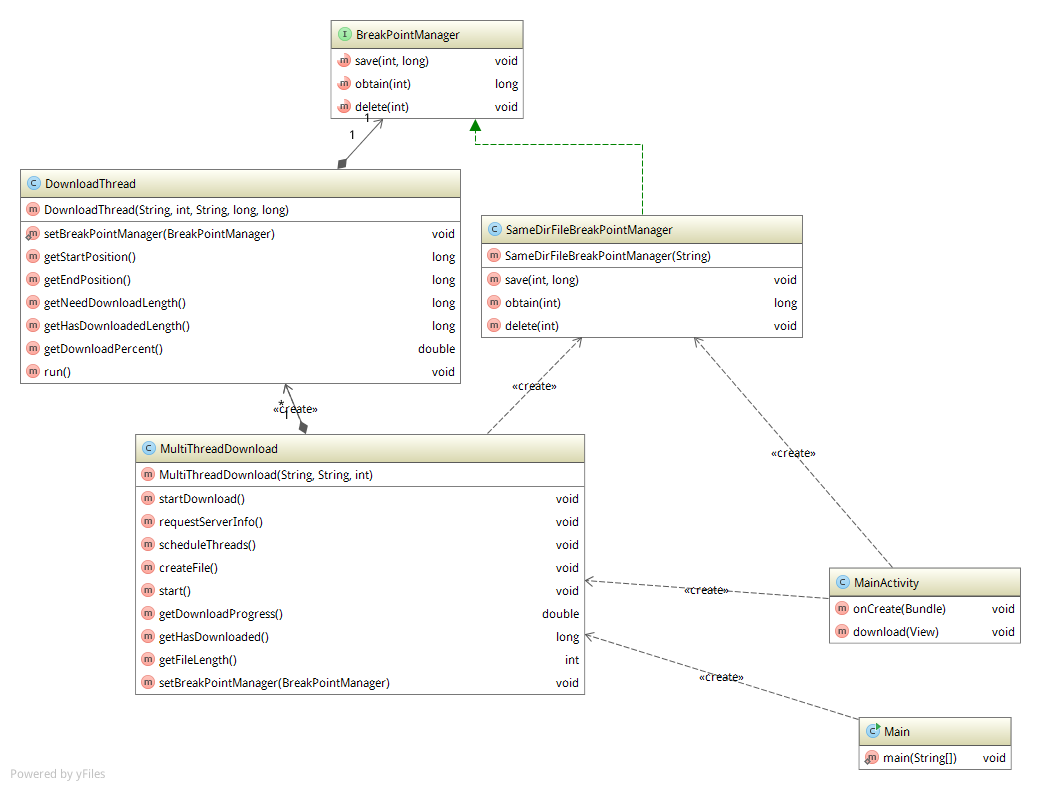 I BreakPointManager
m save(int, long) void
m obtain(int) long
m delete(int) void
1
1
C DownloadThread
m DownloadThread(String, int, String, long, long)
m setBreakPointManager(BreakPointManager) void
m getStartPosition() long
m getEndPosition() long
m getNeedDownloadLength() long
m getHasDownloadedLength() long
m getDownloadPercent() double
m run() void
C SameDirFileBreakPointManager
m SameDirFileBreakPointManager(String)
m save(int, long) void
m obtain(int) long
m delete(int) void
«create»
*
«create»
1
«create»
C MultiThreadDownload
m MultiThreadDownload(String, String, int)
m startDownload() void
m requestServerInfo() void
m scheduleThreads() void
m createFile() void
m start() void
m getDownloadProgress() double
m getHasDownloaded() long
m getFileLength() int
m setBreakPointManager(BreakPointManager) void
C MainActivity
m onCreate(Bundle) void
m download(View) void
«create»
«create»
C Main
m main(String[]) void
Powered by yFiles